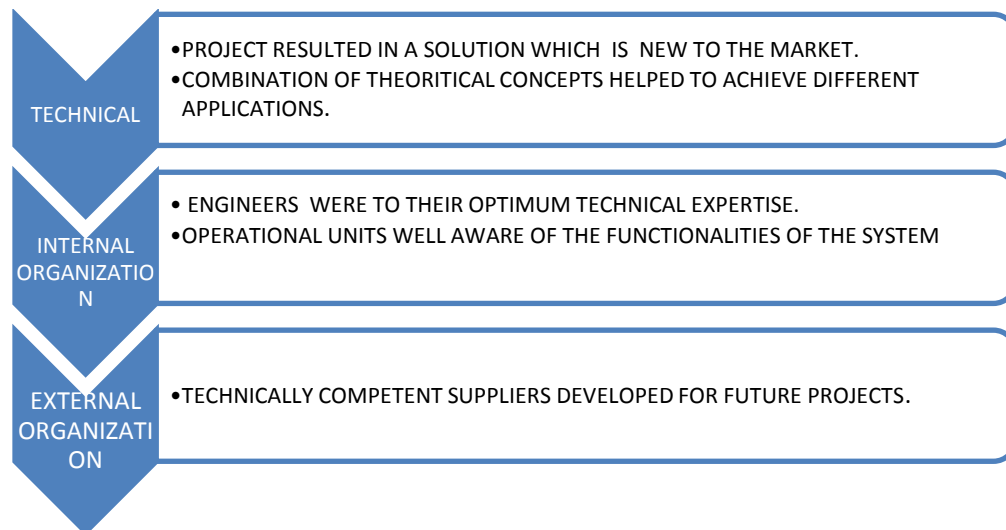 TECHNICAL
•PROJECT RESULTED IN A SOLUTION WHICH IS NEW TO THE MARKET.
•COMBINATION OF THEORITICAL CONCEPTS HELPED TO ACHIEVE DIFFERENT
APPLICATIONS.
INTERNAL
ORGANIZATIO
N
• ENGINEERS WERE TO THEIR OPTIMUM TECHNICAL EXPERTISE.
•OPERATIONAL UNITS WELL AWARE OF THE FUNCTIONALITIES OF THE SYSTEM
EXTERNAL
ORGANIZATI
ON
•TECHNICALLY COMPETENT SUPPLIERS DEVELOPED FOR FUTURE PROJECTS.